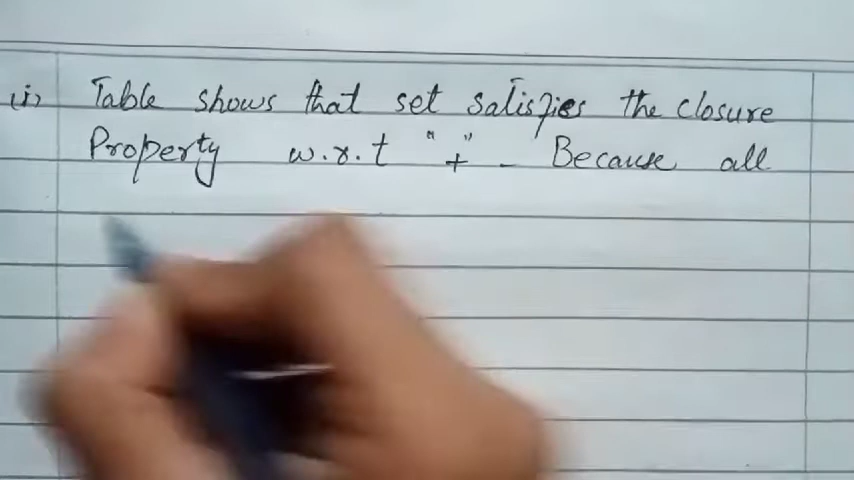 (i) Table shows that set satisfies the closure
Property w.r.t "+" - Because all